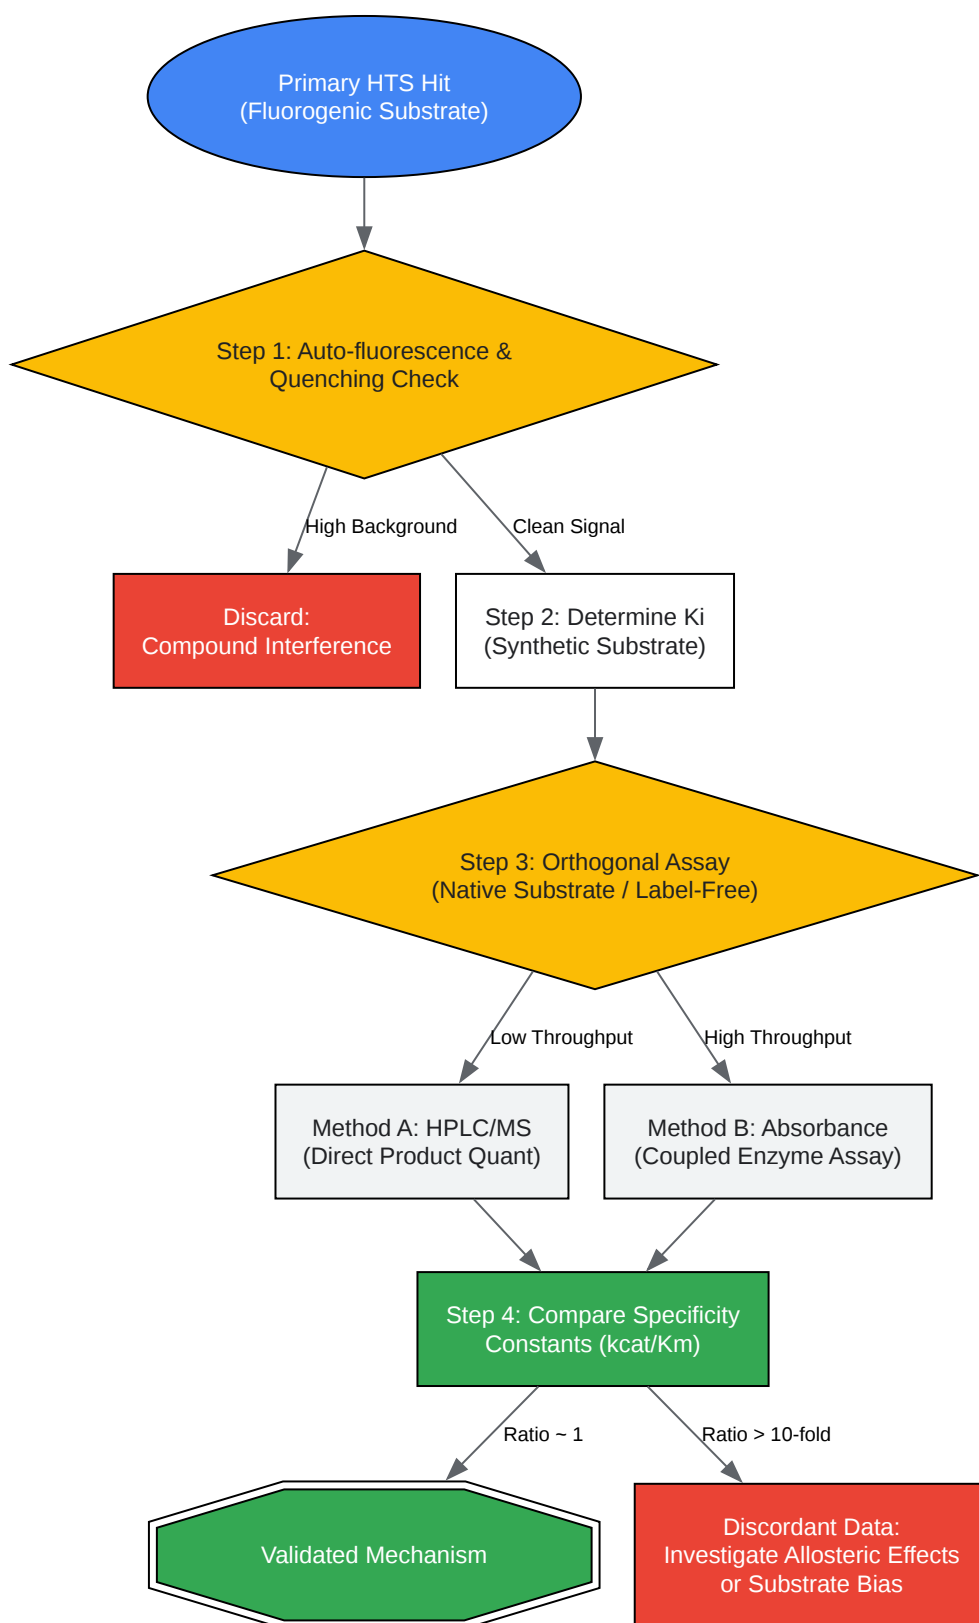 Primary HTS Hit
(Fluorogenic Substrate)
Step 1: Auto-fluorescence &
Quenching Check
High Background
Clean Signal
Discard:
Compound Interference
Step 2: Determine Ki
(Synthetic Substrate)
Step 3: Orthogonal Assay
(Native Substrate / Label-Free)
Low Throughput
High Throughput
Method A: HPLC/MS
(Direct Product Quant)
Method B: Absorbance
(Coupled Enzyme Assay)
Step 4: Compare Specificity
Constants (kcat/Km)
Ratio ~ 1
Ratio > 10-fold
Validated Mechanism
Discordant Data:
Investigate Allosteric Effects
or Substrate Bias